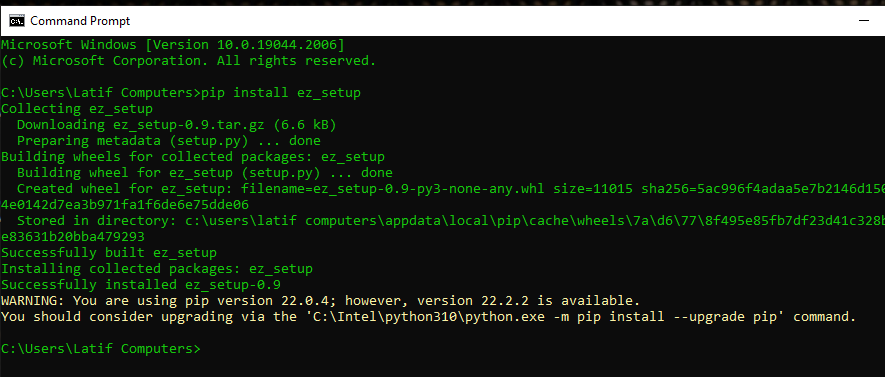 Command Prompt
Microsoft Windows [Version 10.0.19044.2006]
(c) Microsoft Corporation. All rights reserved.
C:\Users\Latif Computers>pip install ez_setup
Collecting ez_setup
Downloading ez_setup-0.9.tar.gz (6.6 kB)
Preparing metadata (setup.py) ... done
Building wheels for collected packages: ez_setup
Building wheel for ez_setup (setup.py) ... done
Created wheel for ez_setup: filename=ez_setup-0.9-py3-none-any.whl size=11015 sha256=5ac996f4adaa5e7b2146d150
4e0142d7ea3b971fa1f6de6e75dde06
Stored in directory: c:\users\latif computers\appdata\local\pip\cache\wheels\7a\d6\77\8f495e85fb7df23d41c328b
e83631b20bba479293
Successfully built ez_setup
Installing collected packages: ez_setup
Successfully installed ez_setup-0.9
WARNING: You are using pip version 22.0.4; however, version 22.2.2 is available.
You should consider upgrading via the 'C:\Intel\python310\python.exe -m pip install --upgrade pip' command.
C:\Users\Latif Computers>